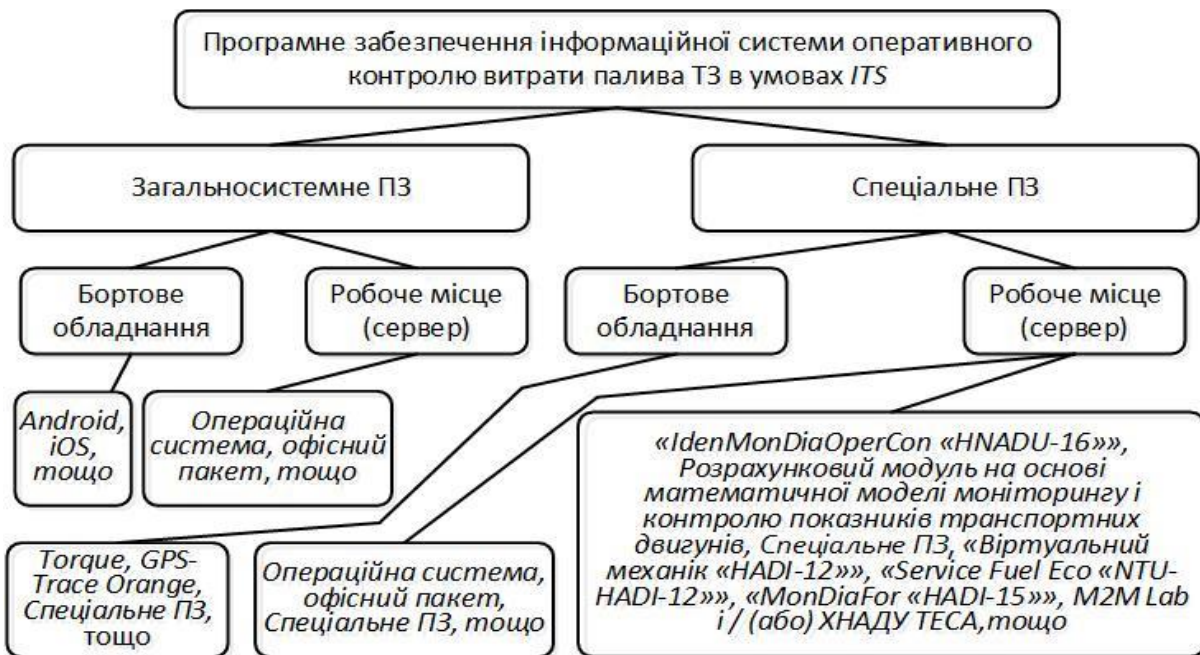 Програмне забезпечення інформаційної системи оперативного
контролю витрати палива ТЗ в умовах ITS
Загальносистемне ПЗ
Спеціальне ПЗ
Бортове
обладнання
Робоче місце
(сервер)
Бортове
обладнання
Робоче місце
(сервер)
Android,
iOS,
тощо
Операційна
система, офісний
пакет, тощо
«IdenMonDiaOperCon «HNADU-16»»,
Розрахунковий модуль на основі
математичної моделі моніторингу і
контролю показників транспортних
двигунів, Спеціальне ПЗ, «Віртуальний
механік «HADI-12»», «Service Fuel Eco «NTU-
HADI-12»», «MonDiaFor «HADI-15»», M2M Lab
і / (або) ХНАДУ ТЕСА,тощо
Torque, GPS-
Trace Orange,
Спеціальне ПЗ,
тощо
Операційна система,
офісний пакет,
Спеціальне ПЗ, тощо